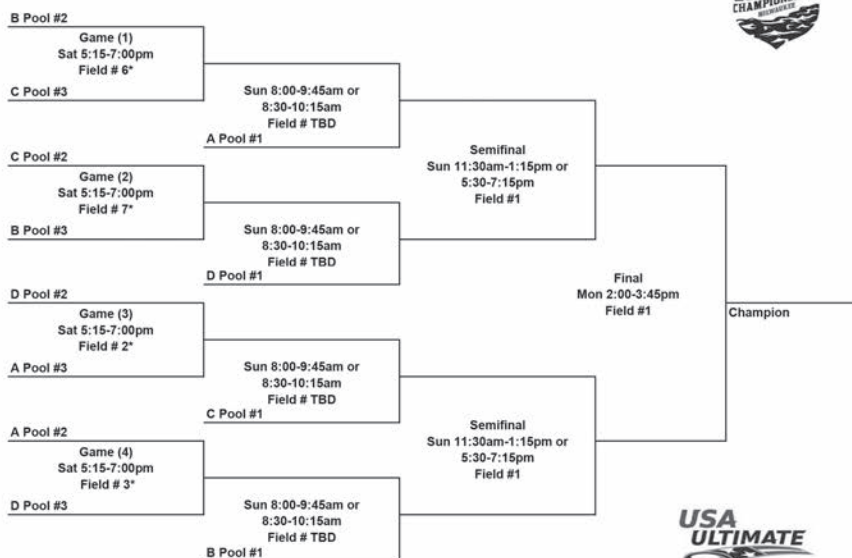 CHAMPION
MILWAUKEE
B Pool #2
Game (1)
Sat 5:15-7:00pm
Field # 6*
C Pool #3
Sun 8:00-9:45am or
8:30-10:15am
Field # TBD
A Pool #1
C Pool #2
Game (2)
Sat 5:15-7:00pm
Field # 7*
B Pool #3
Sun 8:00-9:45am or
8:30-10:15am
Field # TBD
D Pool #1
Semifinal
Sun 11:30am-1:15pm or
5:30-7:15pm
Field #1
D Pool #2
Game (3)
Sat 5:15-7:00pm
Field # 2*
A Pool #3
Sun 8:00-9:45am or
8:30-10:15am
Field # TBD
C Pool #1
A Pool #2
Game (4)
Sat 5:15-7:00pm
Field # 3*
D Pool #3
Sun 8:00-9:45am or
8:30-10:15am
Field # TBD
B Pool #1
Semifinal
Sun 11:30am-1:15pm or
5:30-7:15pm
Field #1
Final
Mon 2:00-3:45pm
Field #1
Champion
USA
ULTIMATE